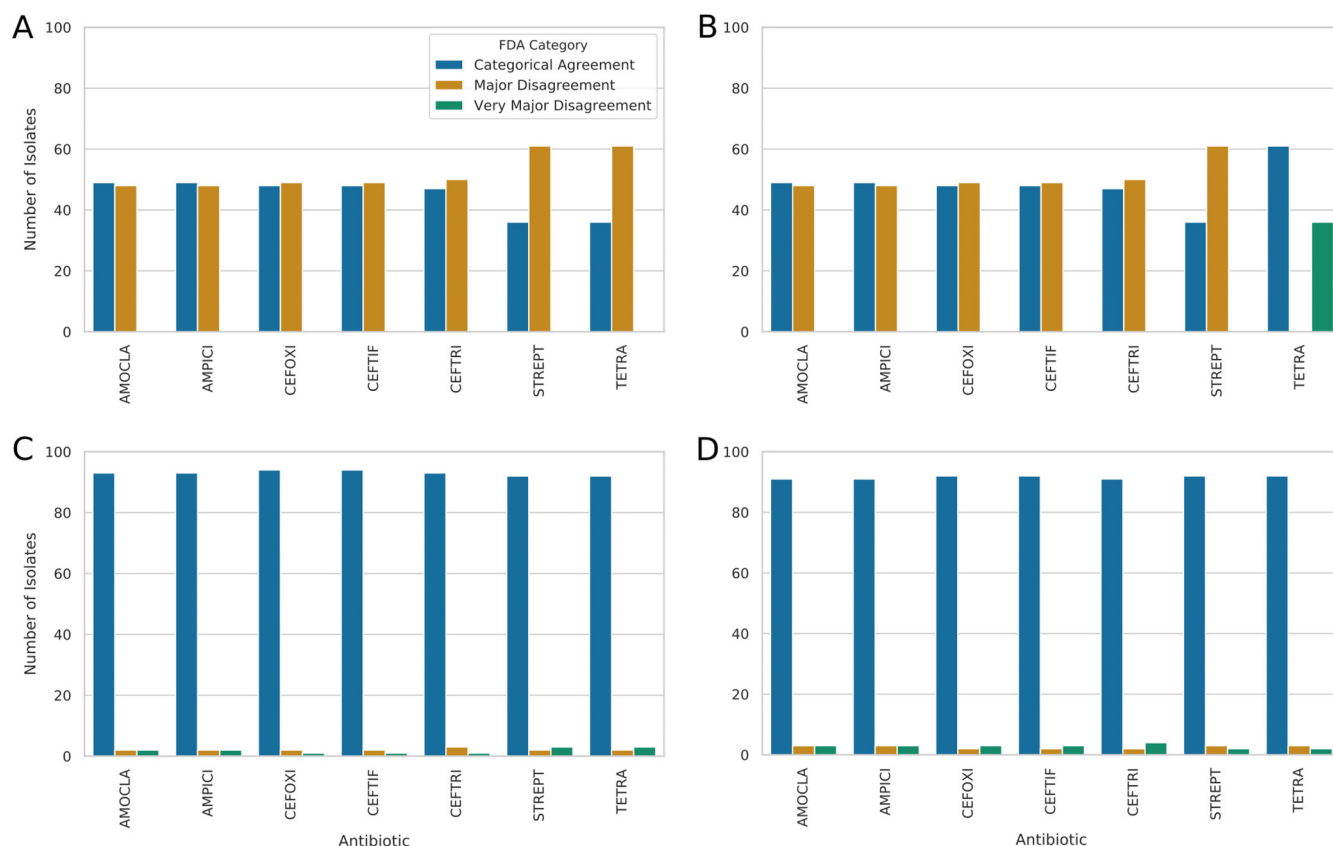 A
100
80
60
40
20
0
Number of Isolates
FDA Category
Categorical Agreement
Major Disagreement
Very Major Disagreement
AMOCLA
AMPICI
CEFOXI
CEFTIF
CEFTRI
STREPT
TETRA
B
100
80
60
40
20
0
AMOCLA
AMPICI
CEFOXI
CEFTIF
CEFTRI
STREPT
TETRA
C
100
80
60
40
20
0
Number of Isolates
AMOCLA
AMPICI
CEFOXI
CEFTIF
CEFTRI
STREPT
TETRA
Antibiotic
D
100
80
60
40
20
0
AMOCLA
AMPICI
CEFOXI
CEFTIF
CEFTRI
STREPT
TETRA
Antibiotic